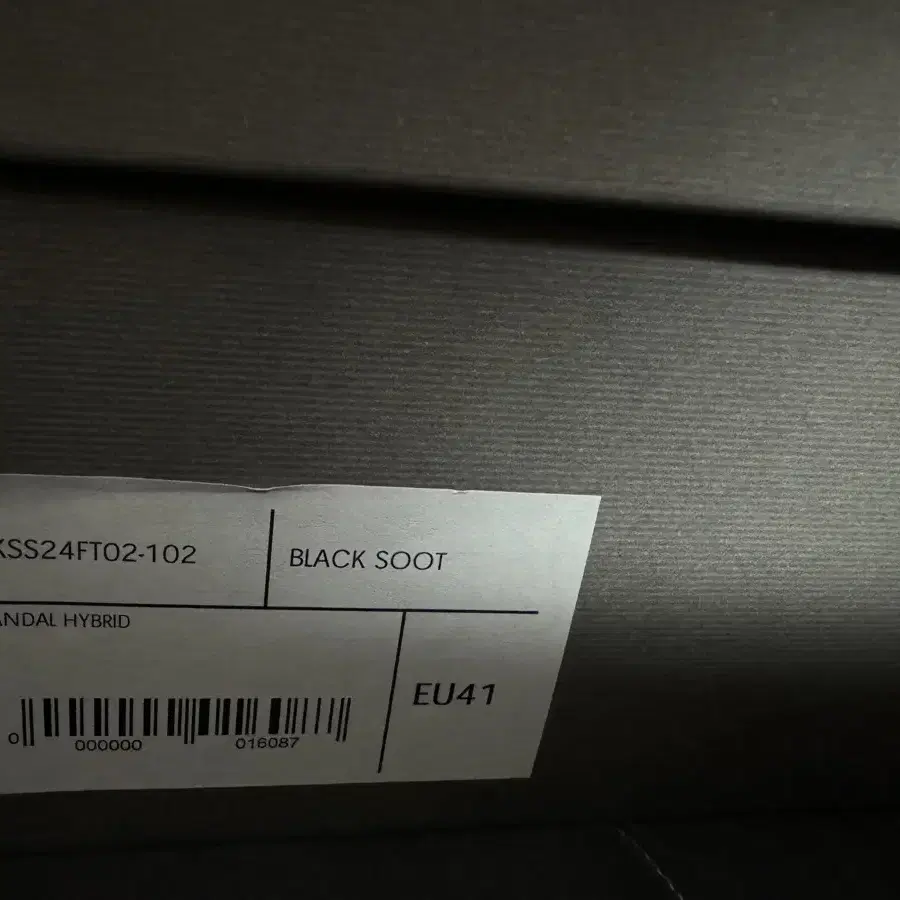 KSS24FT02-102
BLACK SOOT
ANDAL HYBRID
EU41
0 000000 016087